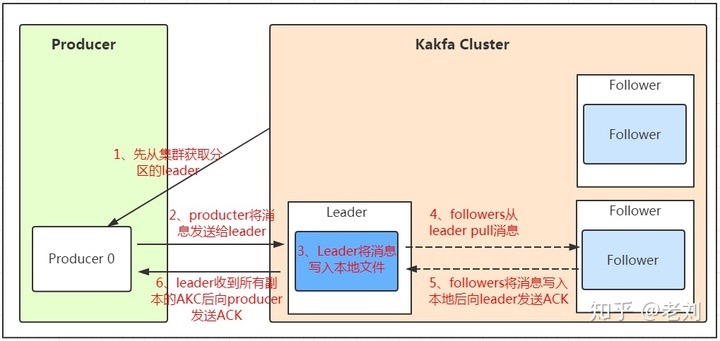 Producer
Kakfa Cluster
Follower
Follower
1、先从集群获取分
区的leader
2、producter将消
息发送给leader
Leader
4、followers从
leader pull消息
Follower
Producer 0
3、Leader将消息
写入本地文件
Follower
6、leader收到所有副
本的AKC后向producer
发送ACK
5、followers将消息写入
本地后向leader发送ACK
知乎 @老刘